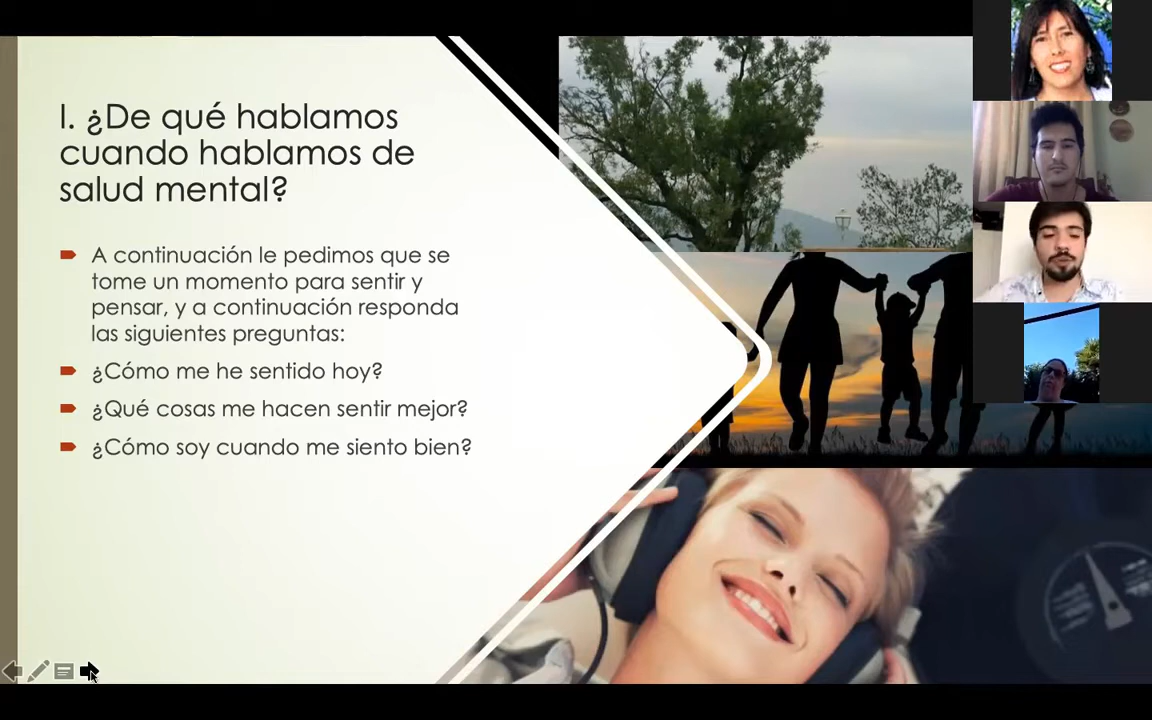 I. ¿De qué hablamos
cuando hablamos de
salud mental?
A continuación le pedimos que se
tome un momento para sentir y
pensar, y a continuación responda
las siguientes preguntas:
¿Cómo me he sentido hoy?
¿Qué cosas me hacen sentir mejor?
¿Cómo soy cuando me siento bien?